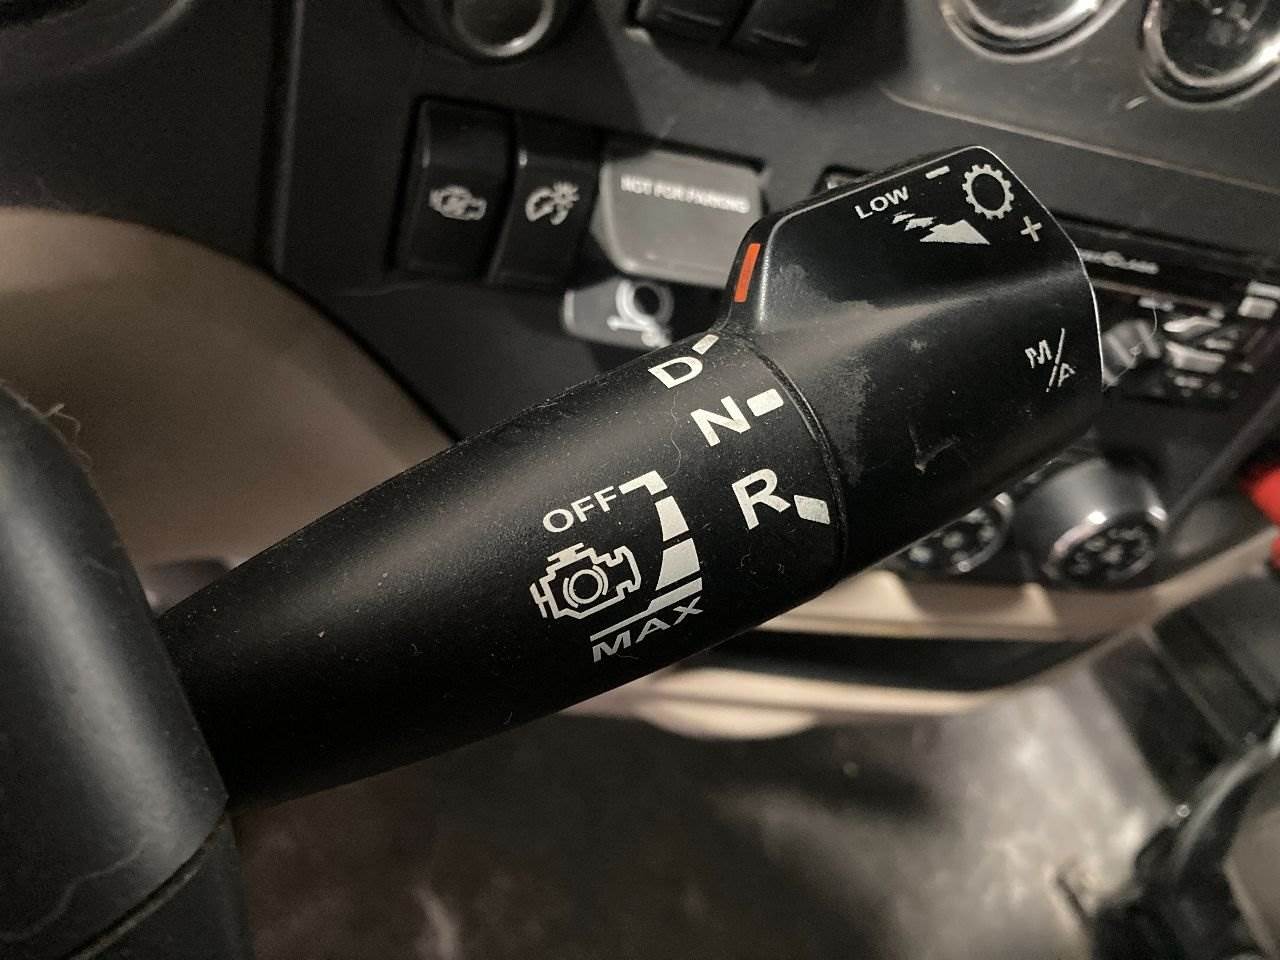 NOT FOR PARKING
LOW - +
M/A
D
N
R
OFF
MAX